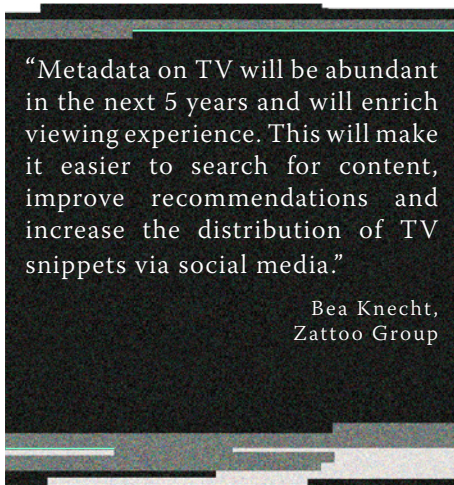 “Metadata on TV will be abundant
in the next 5 years and will enrich
viewing experience. This will make
it easier to search for content,
improve recommendations and
increase the distribution of TV
snippets via social media.”
Bea Knecht,
Zattoo Group